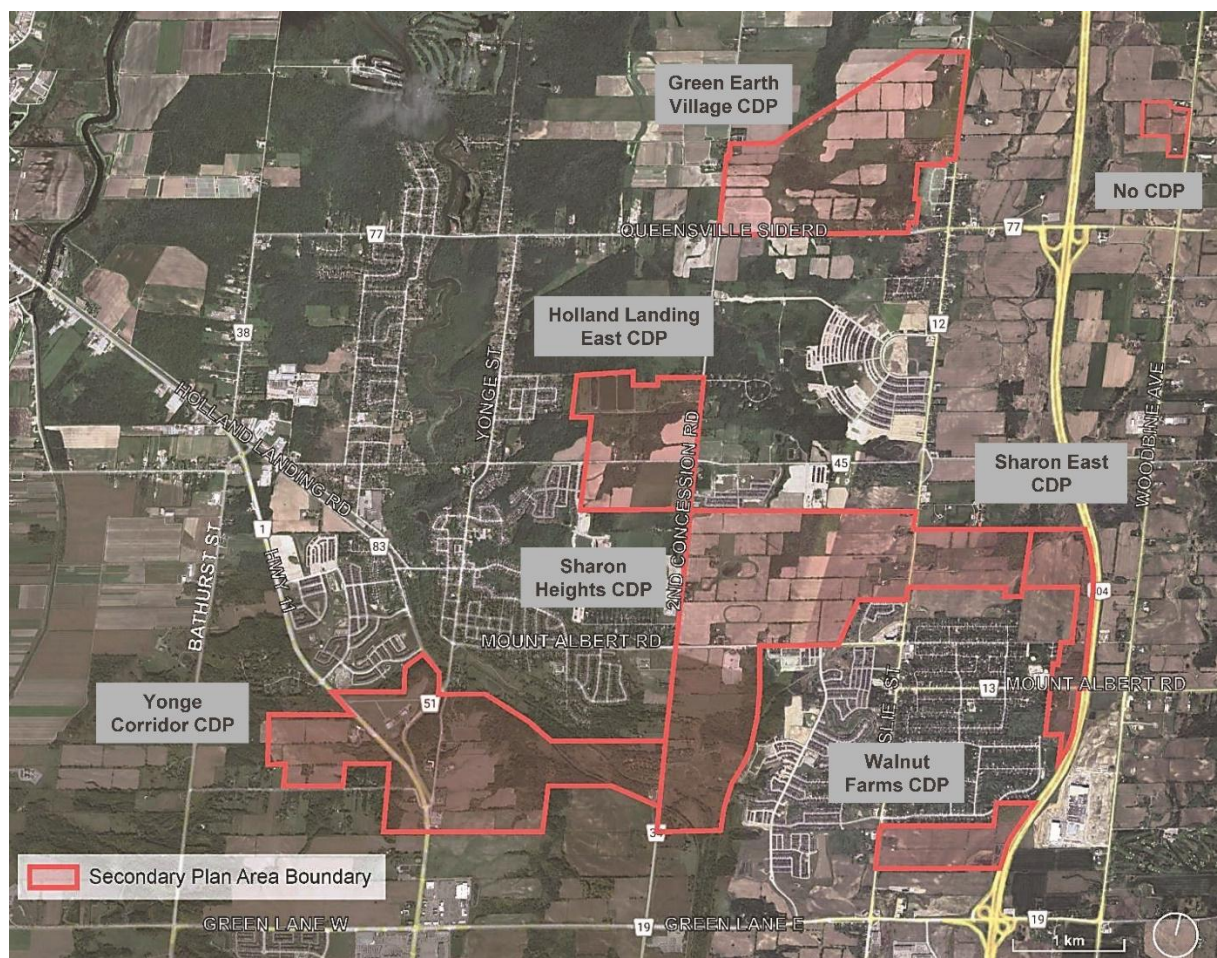 Green Earth
Village CDP
No CDP
77
QUEENSVILLE SIDERD
77
Holland Landing
East CDP
38
12
YONGE ST
HOLLAND LANDING RD
2ND CONCESSION RD
WOODBINE AVE
45
Sharon East
CDP
BATHURST ST
1
HWY 11
83
Sharon
Heights CDP
04
MOUNT ALBERT RD
Yonge
Corridor CDP
51
SLIE ST
13
MOUNT ALBERT RD
Walnut
Farms CDP
34
Secondary Plan Area Boundary
GREEN LANE W
19
GREEN LANE E
19
1 km